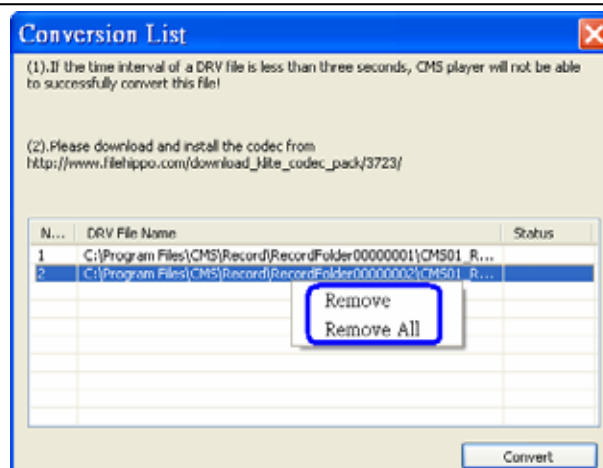 Conversion List
(1).If the time interval of a DRV file is less than three seconds, CMS player will not be able
to successfully convert this file!
(2).Please download and install the codec from
http://www.filehippo.com/download_klite_codec_pack/3723/
N... DRV File Name Status
1 C:\Program Files\CMS\Record\RecordFolder00000001\CMS01_R...
2 C:\Program Files\CMS\Record\RecordFolder00000002\CMS01_R...
Remove
Remove All
Convert